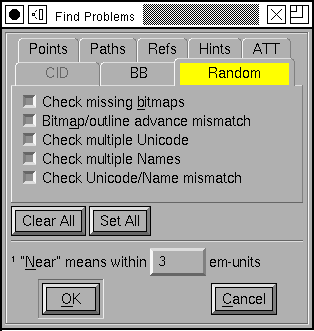 Find Problems
Points Paths Refs Hints ATT
CID BB Random
Check missing bitmaps
Bitmap/outline advance mismatch
Check multiple Unicode
Check multiple Names
Check Unicode/Name mismatch
Clear All Set All
¹ "Near" means within 3 em-units
OK Cancel